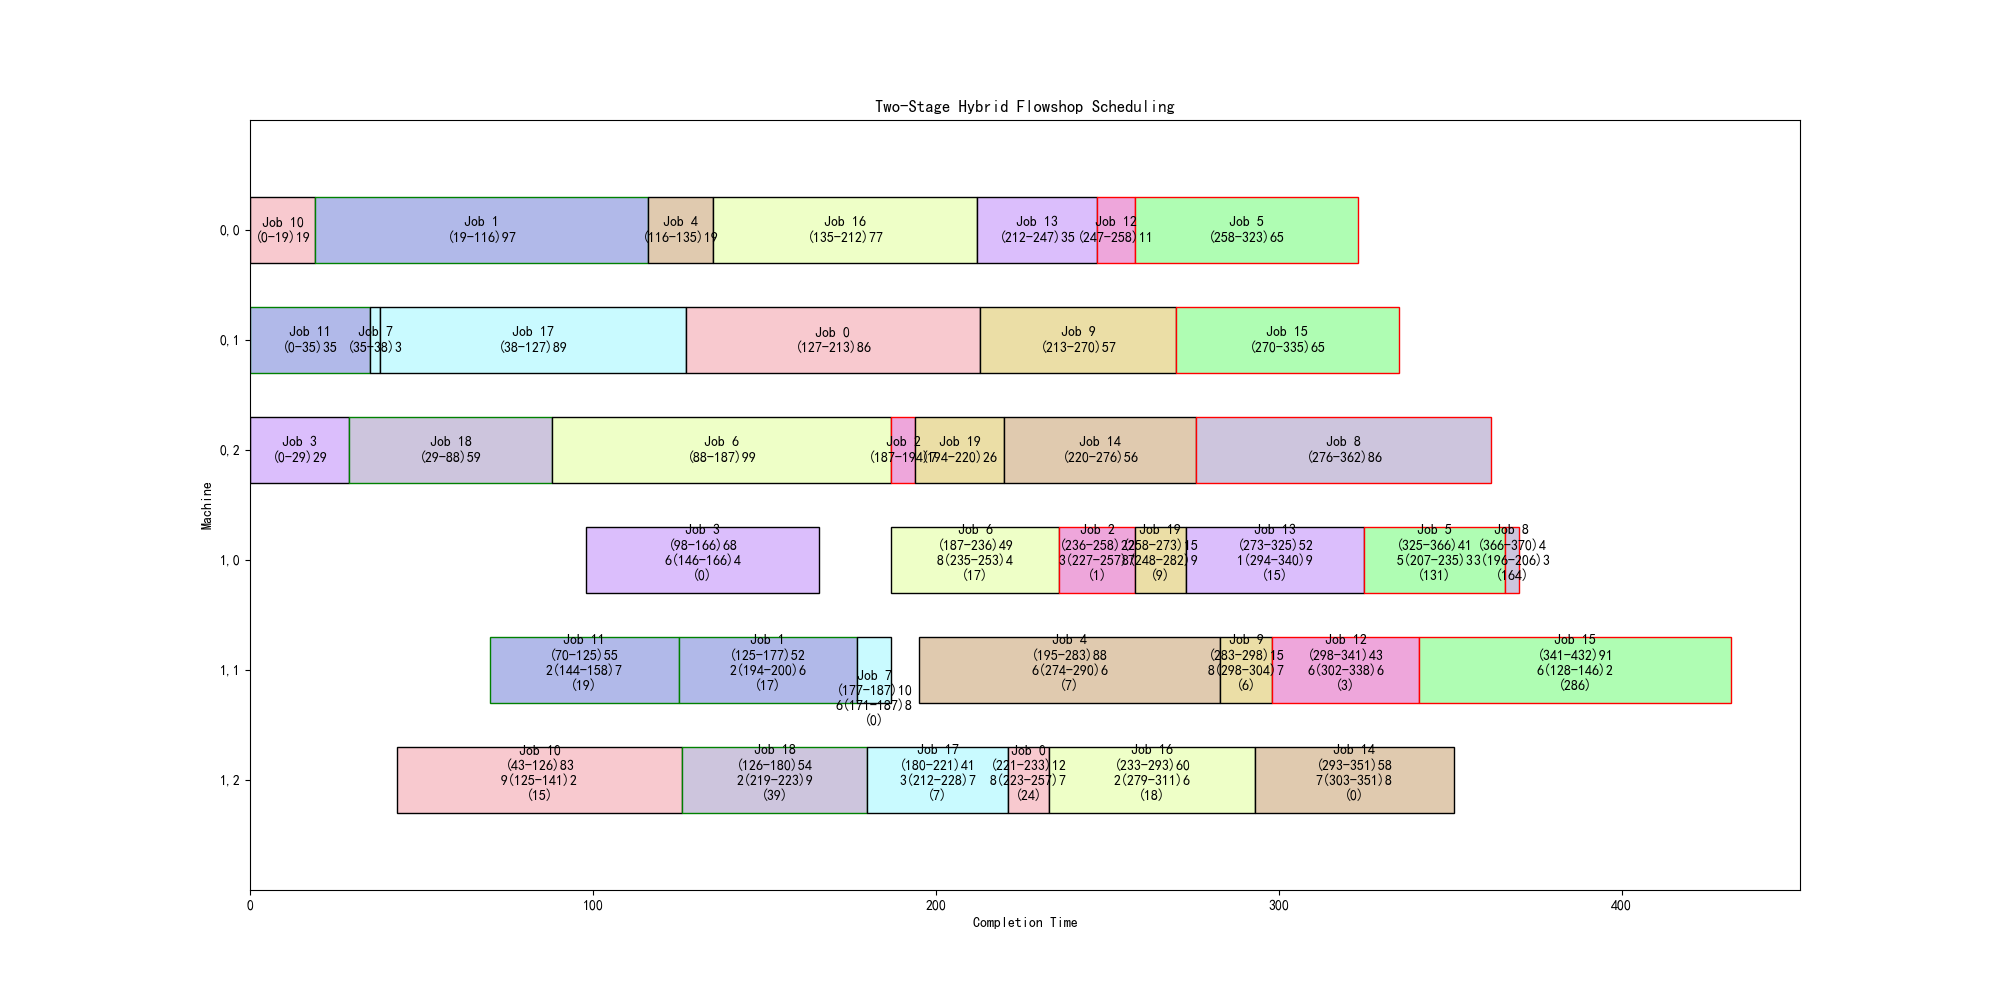 Two-Stage Hybrid Flowshop Scheduling
0,0
Job 10
(0-19)19
Job 1
(19-116)97
Job 4
(116-135)19
Job 16
(135-212)77
Job 13
(212-247)35
Job 12
(247-258)11
Job 5
(258-323)65
0,1
Job 11
(0-35)35
Job 7
(35-38)3
Job 17
(38-127)89
Job 0
(127-213)86
Job 9
(213-270)57
Job 15
(270-335)65
0,2
Job 3
(0-29)29
Job 18
(29-88)59
Job 6
(88-187)99
Job 2
(187-194)7
Job 19
(194-220)26
Job 14
(220-276)56
Job 8
(276-362)86
Machine
1,0
Job 3
(98-166)68
6(146-166)4
(0)
Job 6
(187-236)49
8(235-253)4
(17)
Job 2
(236-258)22
3(227-257)8
(1)
Job 19
(258-273)15
7(248-282)9
(9)
Job 13
(273-325)52
1(294-340)9
(15)
Job 5
(325-366)41
5(207-235)3
(131)
Job 8
(366-370)4
3(196-206)3
(164)
1,1
Job 11
(70-125)55
2(144-158)7
(19)
Job 1
(125-177)52
2(194-200)6
(17)
Job 7
(177-187)10
6(171-187)8
(0)
Job 4
(195-283)88
6(274-290)6
(7)
Job 9
(283-298)15
8(298-304)7
(6)
Job 12
(298-341)43
6(302-338)6
(3)
Job 15
(341-432)91
6(128-146)2
(286)
1,2
Job 10
(43-126)83
9(125-141)2
(15)
Job 18
(126-180)54
2(219-223)9
(39)
Job 17
(180-221)41
3(212-228)7
(7)
Job 0
(221-233)12
8(223-257)7
(24)
Job 16
(233-293)60
2(279-311)6
(18)
Job 14
(293-351)58
7(303-351)8
(0)
0
100
200
300
400
Completion Time